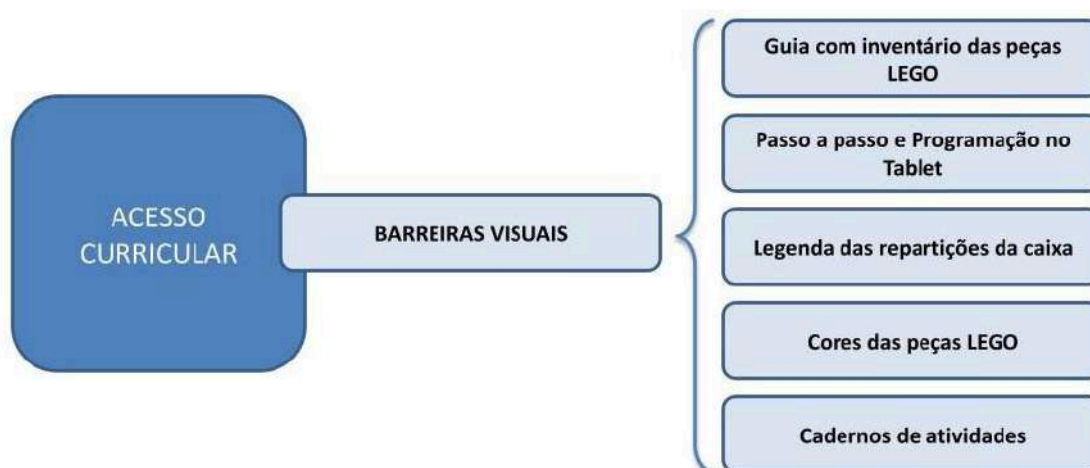 ACESSO
CURRICULAR
BARREIRAS VISUAIS
Guia com inventário das peças
LEGO
Passo a passo e Programação no
Tablet
Legenda das repartições da caixa
Cores das peças LEGO
Cadernos de atividades